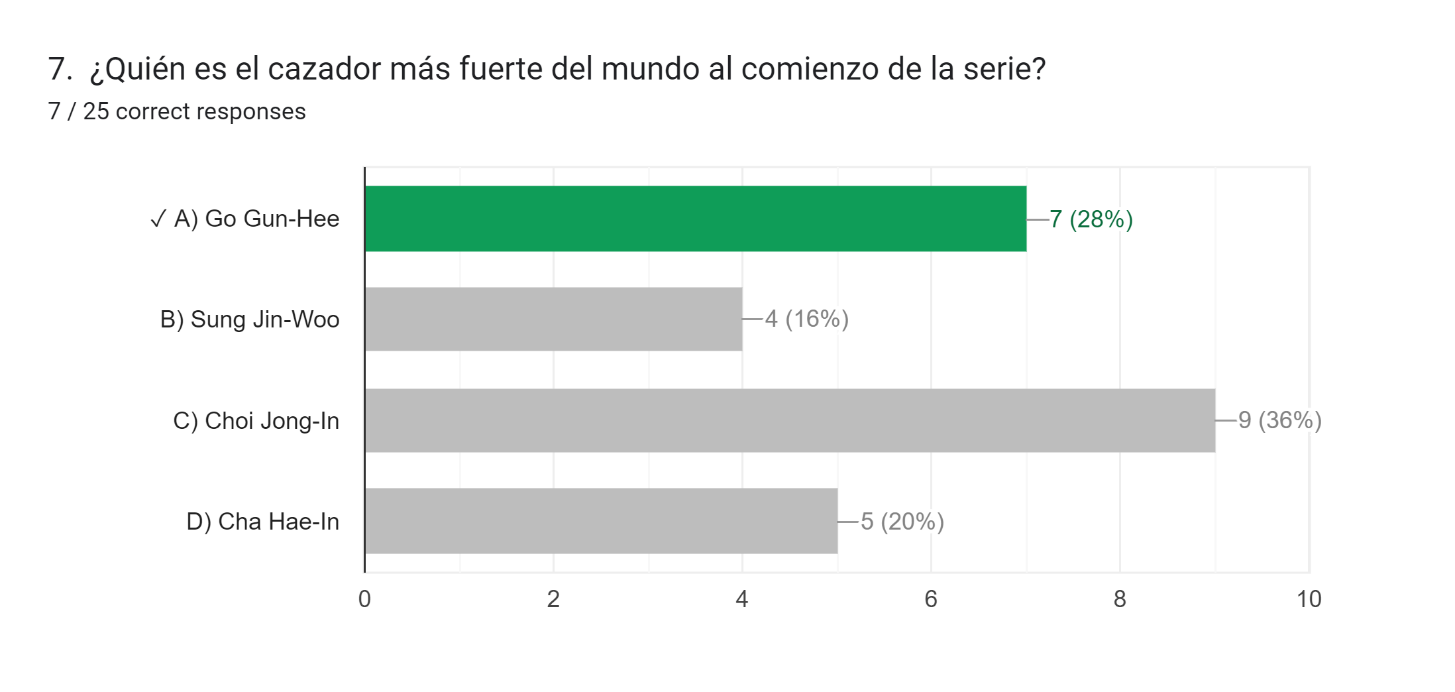 7. ¿Quién es el cazador más fuerte del mundo al comienzo de la serie?
7 / 25 correct responses
✓ A) Go Gun-Hee
7 (28%)
B) Sung Jin-Woo
4 (16%)
C) Choi Jong-In
9 (36%)
D) Cha Hae-In
5 (20%)
0 2 4 6 8 10